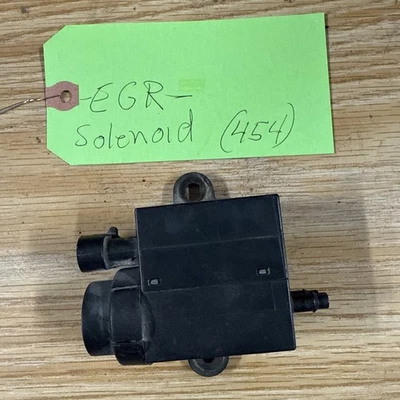 -EGR-
Solenoid (454)